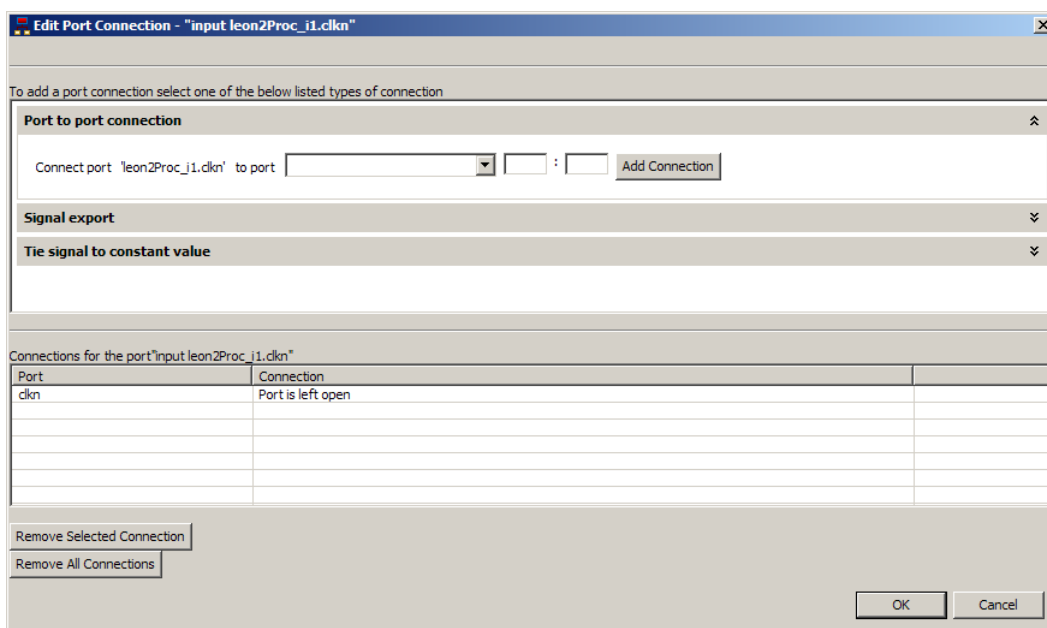 Edit Port Connection - "input leon2Proc_i1.clkn"
To add a port connection select one of the below listed types of connection
Port to port connection
Connect port 'leon2Proc_i1.clkn' to port : Add Connection
Signal export
Tie signal to constant value
Connections for the port"input leon2Proc_i1.clkn"
Port Connection
clkn Port is left open
Remove Selected Connection
Remove All Connections
OK Cancel